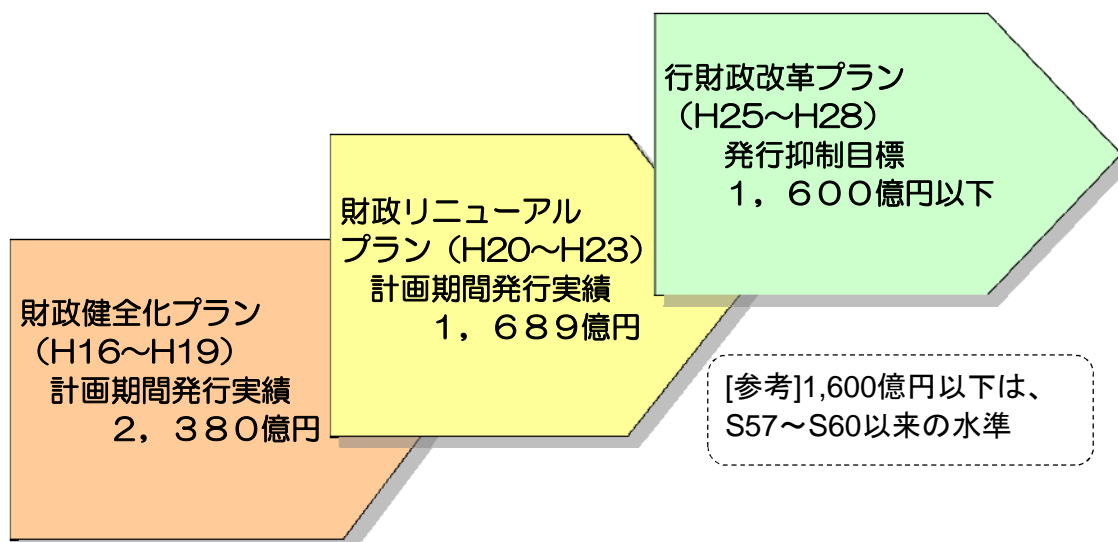 行財政改革プラン
（H25～H28）
発行抑制目標
１，６００億円以下
財政リニューアル
プラン（H20～H23）
計画期間発行実績
１，６８９億円
財政健全化プラン
（H16～H19）
計画期間発行実績
２，３８０億円
[参考]1,600億円以下は、
S57～S60以来の水準